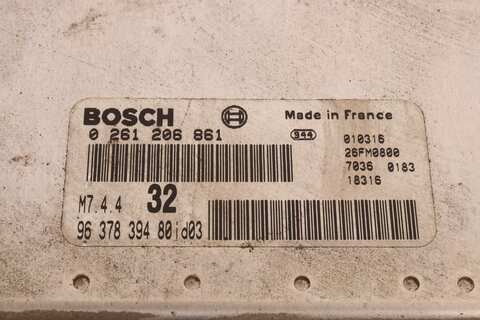 BOSCH Made in France
0 261 206 861 S44 010316
26FM0800
7036 0183
18316
M7.4.4 32
96 378 394 80 id03